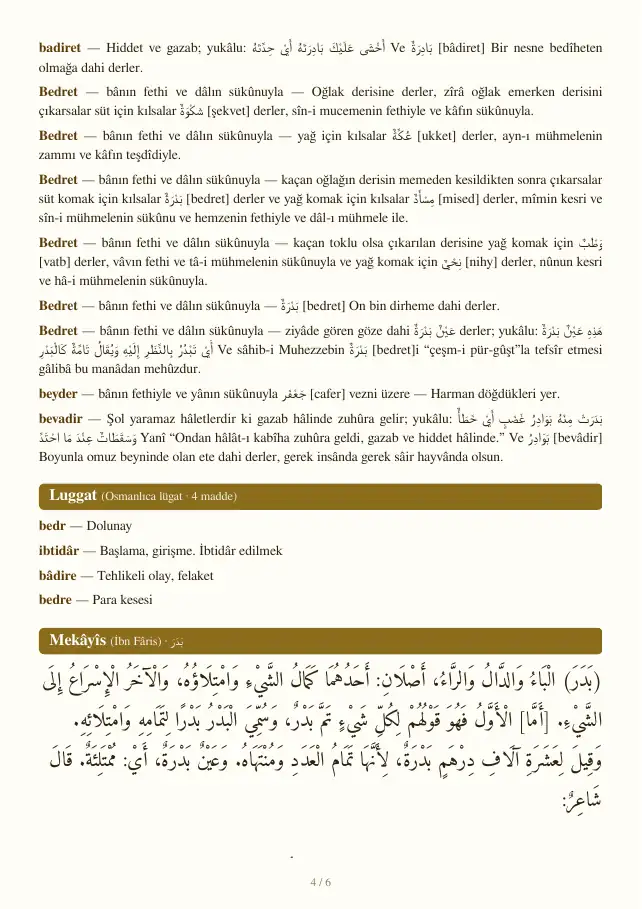 badiret — Hiddet ve gazab; yukâlu: أَخْشَى عَلَيْكَ بَادِرَتَهُ أَيْ حِدَّتَهُ Ve بَادِرَةٌ [bâdiret] Bir nesne bedîheten
olmağa dahi derler.
Bedret — bânın fethi ve dâlın sükûnuyla — Oğlak derisine derler, zîrâ oğlak emerken derisini
çıkarsalar süt için kılsalar شَكْوَةٌ [şekvet] derler, sîn-i mucemenin fethiyle ve kâfın sükûnuyla.
Bedret — bânın fethi ve dâlın sükûnuyla — yağ için kılsalar عُكَّةٌ [ukket] derler, ayn-ı mühmelenin
zammı ve kâfın teşdîdiyle.
Bedret — bânın fethi ve dâlın sükûnuyla — kaçan oğlağın derisin memeden kesildikten sonra çıkarsalar
süt komak için kılsalar بَدْرَةٌ [bedret] derler ve yağ komak için kılsalar مِسْأَدٌ [mised] derler, mîmin kesri ve
sîn-i mühmelenin sükûnu ve hemzenin fethiyle ve dâl-ı mühmele ile.
Bedret — bânın fethi ve dâlın sükûnuyla — kaçan toklu olsa çıkarılan derisine yağ komak için وَطْبٌ
[vatb] derler, vâvın fethi ve tâ-i mühmelenin sükûnuyla ve yağ komak için نِحْيٌ [nihy] derler, nûnun kesri
ve hâ-i mühmelenin sükûnuyla.
Bedret — bânın fethi ve dâlın sükûnuyla — بَدْرَةٌ [bedret] On bin dirheme dahi derler.
Bedret — bânın fethi ve dâlın sükûnuyla — ziyâde gören göze dahi عَيْنٌ بَدْرَةٌ derler; yukâlu: هَذِهِ عَيْنٌ بَدْرَةٌ
أَيْ تَبْدُرُ بِالنَّظَرِ إِلَيْهِ وَيُقَالُ تَامَّةٌ كَالْبَدْرِ Ve sâhib-i Muhezzebin بَدْرَةٌ [bedret]i “çeşm-i pür-gûşt”la tefsîr etmesi
gâlibâ bu manâdan mehûzdur.
beyder — bânın fethiyle ve yânın sükûnuyla جَعْفَر [cafer] vezni üzere — Harman döğdükleri yer.
bevadir — Şol yaramaz hâletlerdir ki gazab hâlinde zuhûra gelir; yukâlu: بَدَرَتْ مِنْهُ بَوَادِرُ غَضَبٍ أَيْ خَطَأٌ
وَسَقَطَاتٌ عِنْدَ مَا احْتَدَّ Yanî “Ondan hâlât-ı kabîha zuhûra geldi, gazab ve hiddet hâlinde.” Ve بَوَادِرُ [bevâdir]
Boyunla omuz beyninde olan ete dahi derler, gerek insânda gerek sâir hayvânda olsun.
Luggat (Osmanlıca lügat · 4 madde)
bedr — Dolunay
ibtidâr — Başlama, girişme. İbtidâr edilmek
bâdire — Tehlikeli olay, felaket
bedre — Para kesesi
Mekâyîs (İbn Fâris) · بَدَرَ
(بَدَرَ) الْبَاءُ وَالدَّالُ وَالرَّاءُ، أَصْلَانِ: أَحَدُهُمَا كَمَالُ الشَّيْءِ وَامْتِلَاؤُهُ، وَالْآخَرُ الْإِسْرَاعُ إِلَى
الشَّيْءِ. [أَمَّا] الْأَوَّلُ فَهُوَ قَوْلُهُمْ لِكُلِّ شَيْءٍ تَمَّ بَدْرٌ، وَسُمِّيَ الْبَدْرُ بَدْرًا لِتَمَامِهِ وَامْتِلَائِهِ.
وَقِيلَ لِعَشَرَةِ آلَافِ دِرْهَمٍ بَدْرَةٌ، لِأَنَّهَا تَمَامُ الْعَدَدِ وَمُنْتَهَاهُ. وَعَيْنٌ بَدْرَةٌ، أَيْ: مُمْتَلِئَةٌ. قَالَ
شَاعِرٌ:
.
4 / 6